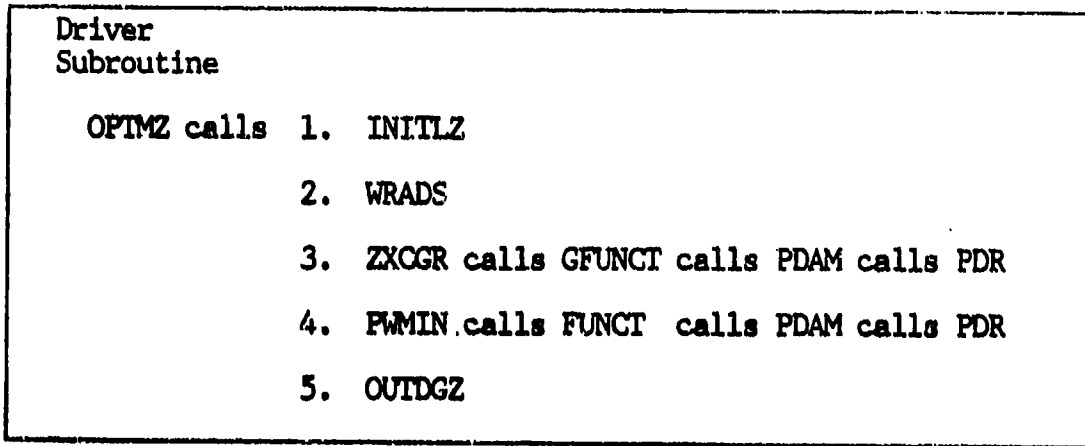 Driver
Subroutine
OPTMZ calls 1. INITLZ
2. WRADS
3. ZXCGR calls GFUNCT calls PDAM calls PDR
4. PWMIN calls FUNCT calls PDAM calls PDR
5. OUTDGZ